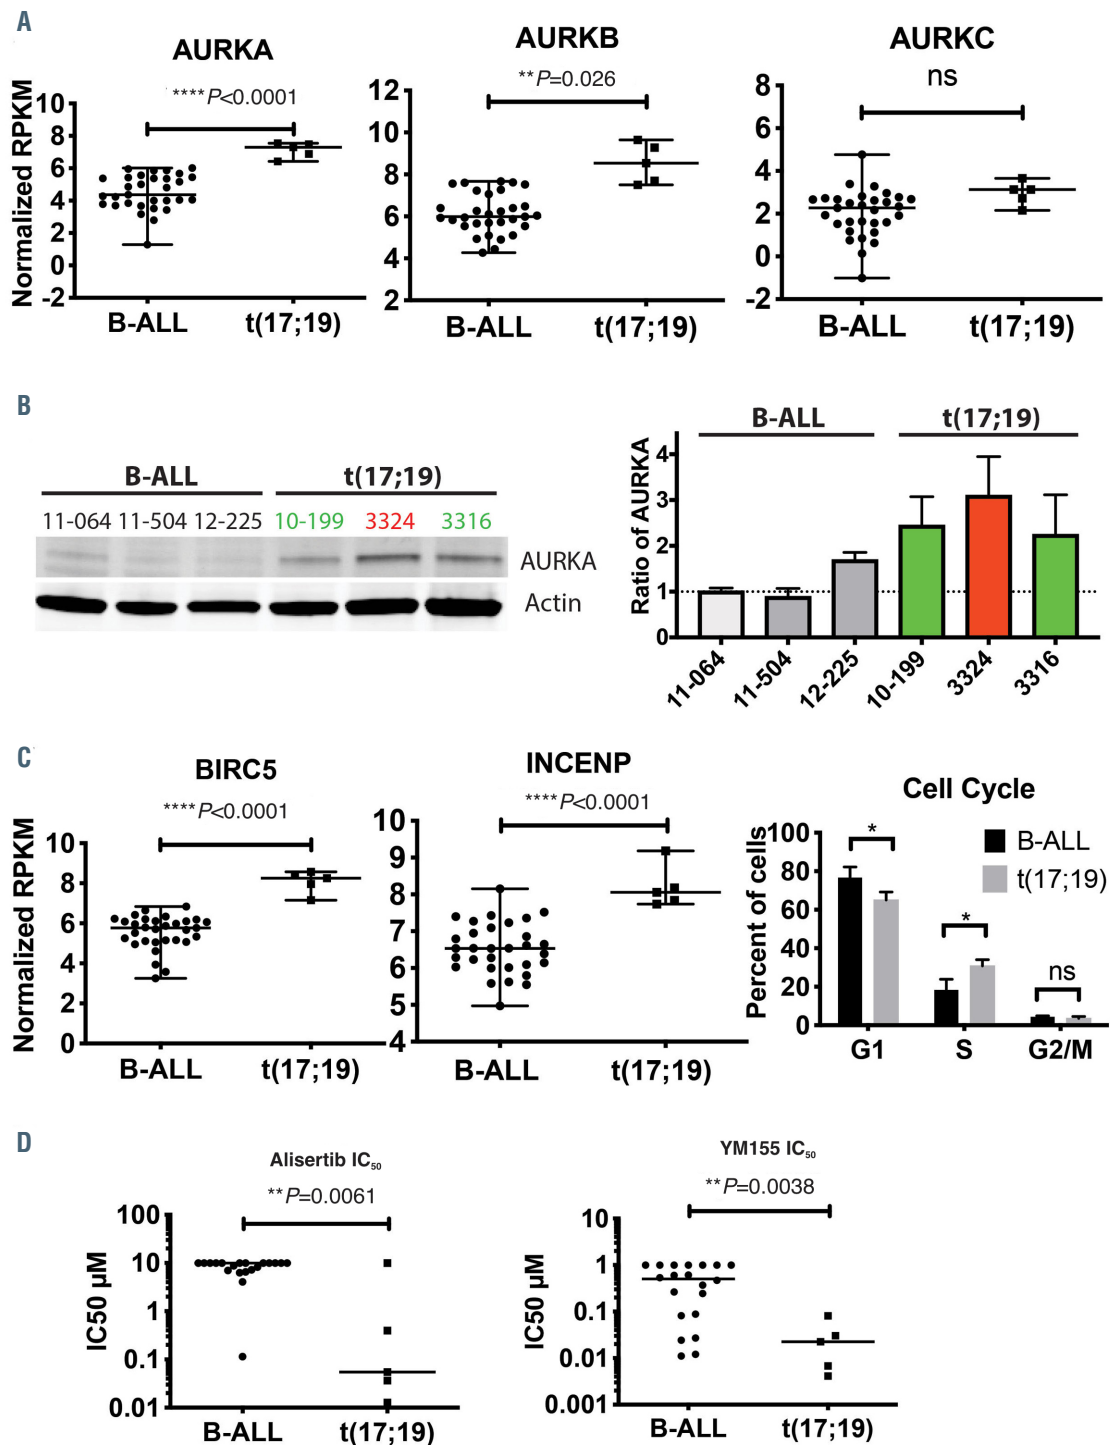 A
AURKA
****P<0.0001
Normalized RPKM
10
8
6
4
2
0
-2
B-ALL
t(17;19)
AURKB
**P=0.026
12
10
8
6
4
2
B-ALL
t(17;19)
AURKC
ns
8
6
4
2
0
-2
B-ALL
t(17;19)
B
B-ALL
t(17;19)
11-064 11-504 12-225 10-199 3324 3316
AURKA
Actin
B-ALL
t(17;19)
Ratio of AURKA
4
3
2
1
0
11-064
11-504
12-225
10-199
3324
3316
C
BIRC5
****P<0.0001
Normalized RPKM
10
8
6
4
2
0
B-ALL
t(17;19)
INCENP
****P<0.0001
10
9
8
7
6
5
4
B-ALL
t(17;19)
Cell Cycle
Percent of cells
100
80
60
40
20
0
*
*
ns
B-ALL
t(17;19)
G1
S
G2/M
D
Alisertib IC50
**P=0.0061
IC50 µM
100
10
1
0.1
0.01
B-ALL
t(17;19)
YM155 IC50
**P=0.0038
IC50 µM
10
1
0.1
0.01
0.001
B-ALL
t(17;19)